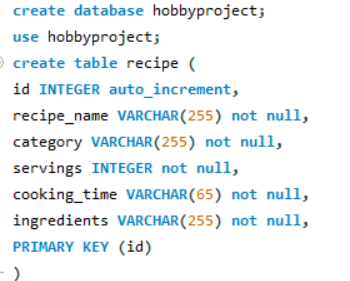 create database hobbyproject;
use hobbyproject;
create table recipe (
id INTEGER auto_increment,
recipe_name VARCHAR(255) not null,
category VARCHAR(255) not null,
servings INTEGER not null,
cooking_time VARCHAR(65) not null,
ingredients VARCHAR(255) not null,
PRIMARY KEY (id)
)